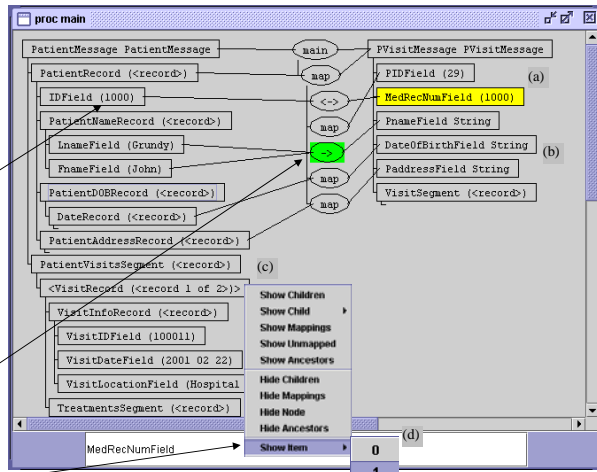 proc main
PatientMessage PatientMessage
main
PVisitMessage PVisitMessage
PatientRecord (<record>)
map
PIDField (29)
(a)
IDField (1000)
<->
MedRecNumField (1000)
PatientNameRecord (<record>)
map
PnameField String
LnameField (Grundy)
->
DateOfBirthField String
(b)
FnameField (John)
PaddressField String
PatientDOBRecord (<record>)
map
VisitSegment (<record>)
DateRecord (<record>)
map
PatientAddressRecord (<record>)
PatientVisitsSegment (<record>)
(c)
<VisitRecord (<record 1 of 2>)>
VisitInfoRecord (<record>)
VisitIDField (100011)
VisitDateField (2001 02 22)
VisitLocationField (Hospital
TreatmentsSegment (<record>)
Show Children
Show Child
Show Mappings
Show Unmapped
Show Ancestors
Hide Children
Hide Mappings
Hide Node
Hide Ancestors
Show Item
(d)
0
1
MedRecNumField